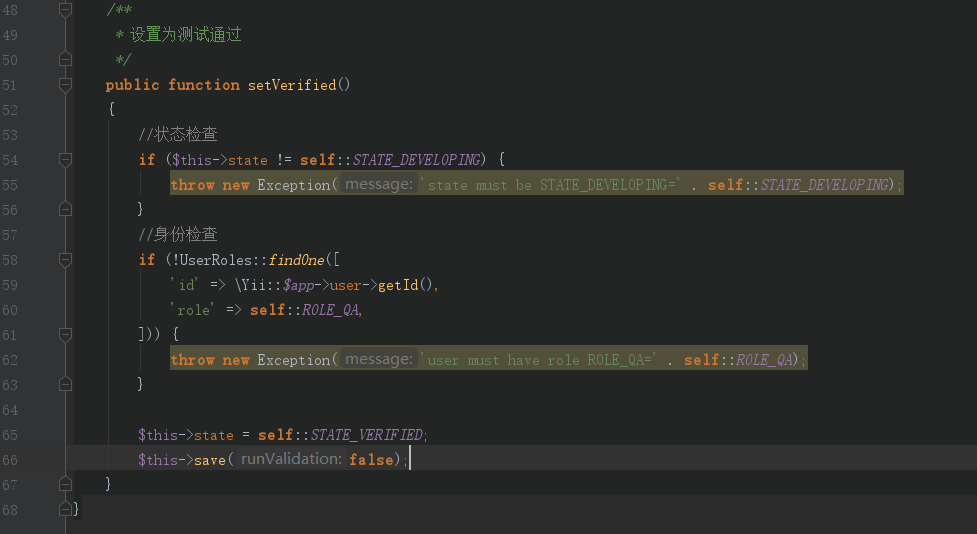 48 /**
49 * 设置为测试通过
50 */
51 public function setVerified()
52 {
53 //状态检查
54 if ($this->state != self::STATE_DEVELOPING) {
55 throw new Exception( message: 'state must be STATE_DEVELOPING=' . self::STATE_DEVELOPING);
56 }
57 //身份检查
58 if (!UserRoles::findOne([
59 'id' => \Yii::$app->user->getId(),
60 'role' => self::ROLE_QA,
61 ])) {
62 throw new Exception( message: 'user must have role ROLE_QA=' . self::ROLE_QA);
63 }
64
65 $this->state = self::STATE_VERIFIED;
66 $this->save( runValidation: false);
67 }
68 }